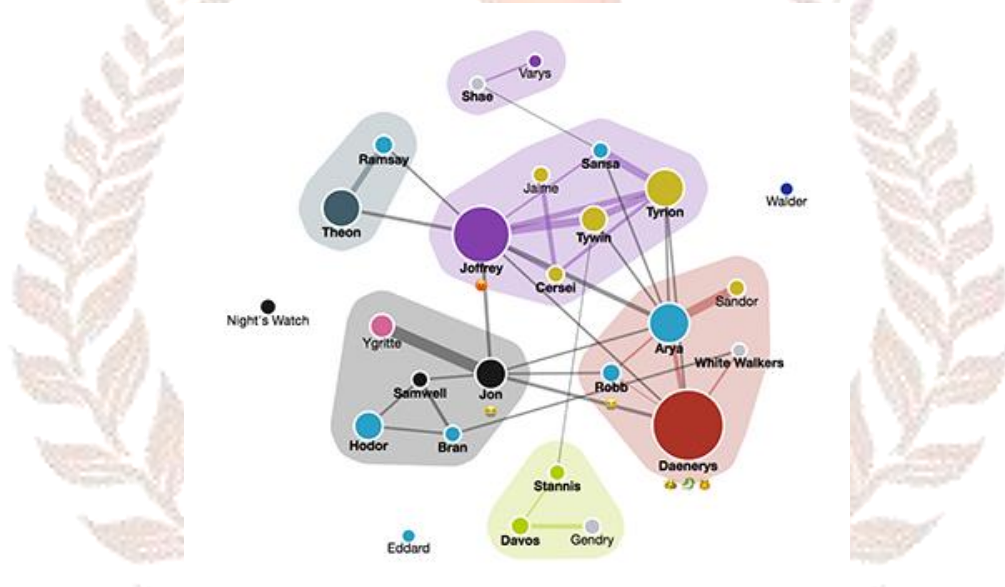 Varys
Shae
Ramsay
Sansa
Jaime
Walder
Tyrion
Theon
Tywin
Joffrey
Cersei
Sandor
Night's Watch
Ygritte
Arya
White Walkers
Robb
Samwell
Jon
Hodor
Bran
Daenerys
Stannis
Davos
Gendry
Eddard